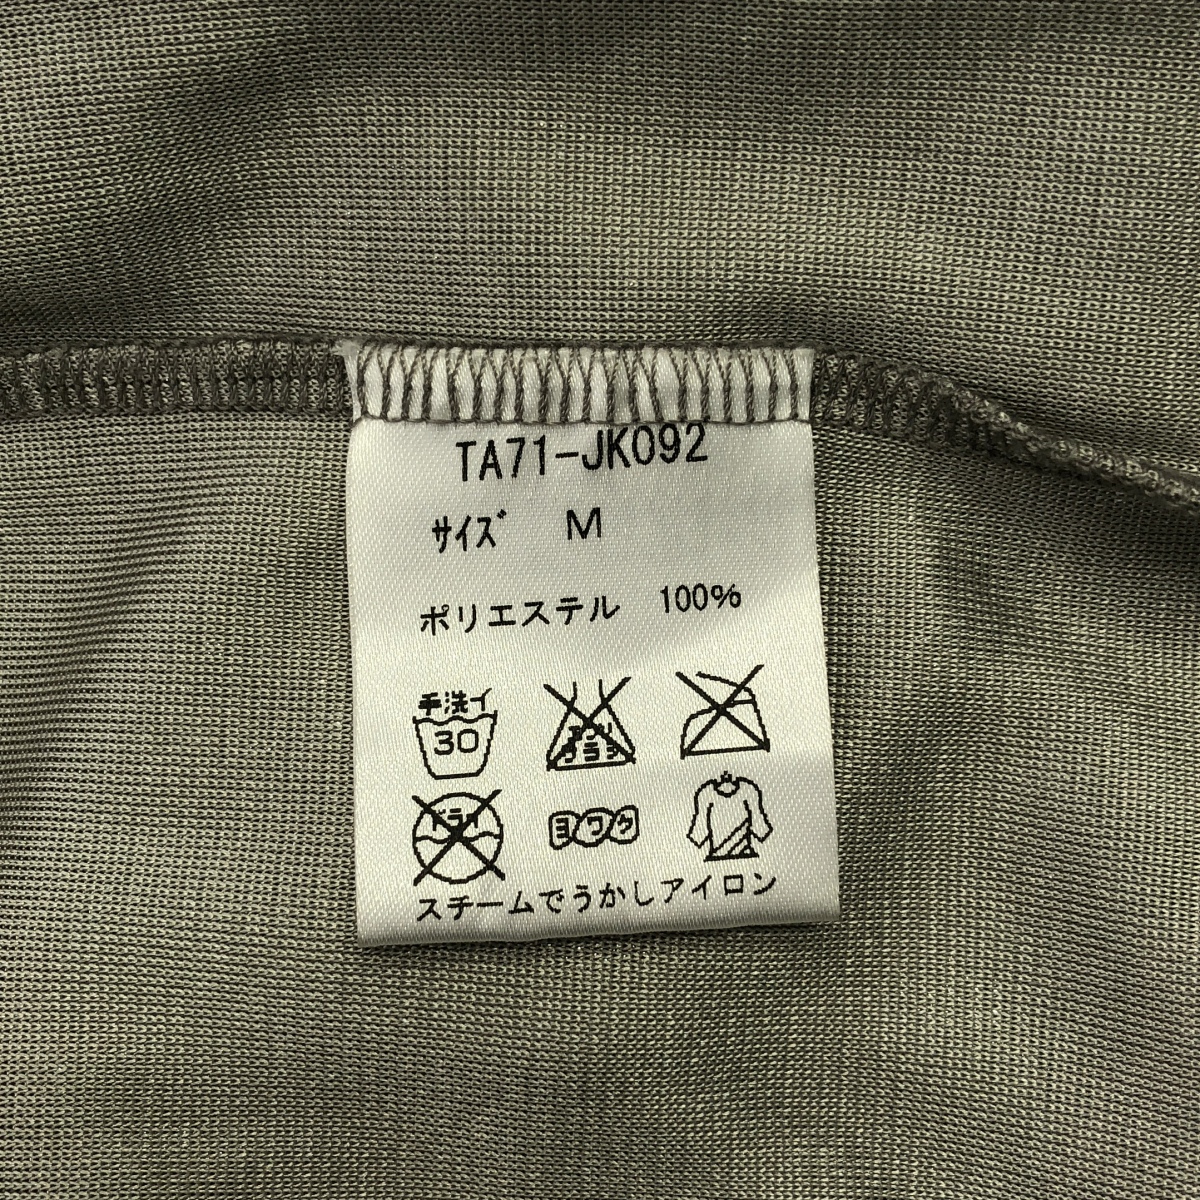 TA71-JK092
サイズ M
ポリエステル 100%
手洗イ
30
エンソ
サラシ
ドライ
ヨワク
スチームでうかしアイロン